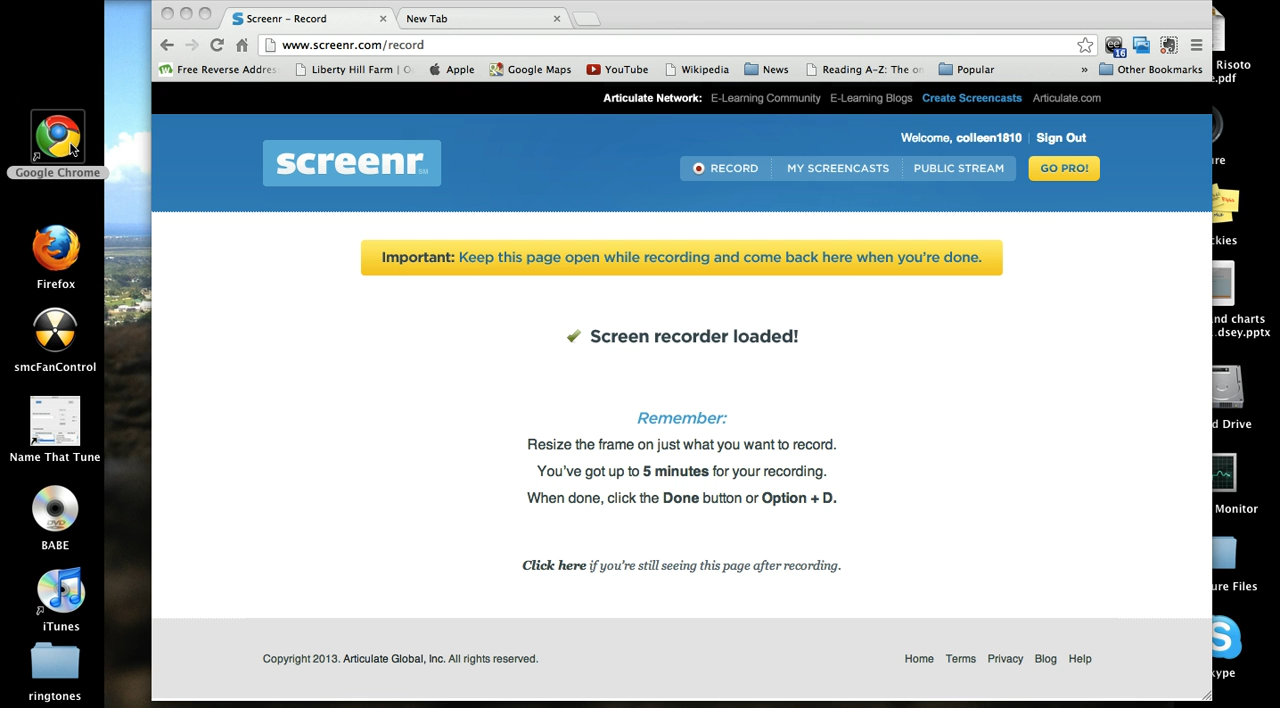 Screenr – Record
New Tab
www.screenr.com/record
16
Free Reverse Addres
Liberty Hill Farm | O
Apple
Google Maps
YouTube
Wikipedia
News
Reading A-Z: The on
Popular
»
Other Bookmarks
Articulate Network: E-Learning Community E-Learning Blogs Create Screencasts Articulate.com
Welcome, colleen1810 | Sign Out
screenr
SM
RECORD
MY SCREENCASTS
PUBLIC STREAM
GO PRO!
Important: Keep this page open while recording and come back here when you're done.
Screen recorder loaded!
Remember:
Resize the frame on just what you want to record.
You've got up to 5 minutes for your recording.
When done, click the Done button or Option + D.
Click here if you're still seeing this page after recording.
Copyright 2013. Articulate Global, Inc. All rights reserved.
Home Terms Privacy Blog Help
Google Chrome
Firefox
smcFanControl
Name That Tune
DVD
BABE
iTunes
ringtones
Risoto
e.pdf
ure
ckies
nd charts
.dsey.pptx
d Drive
Monitor
ure Files
S
kype